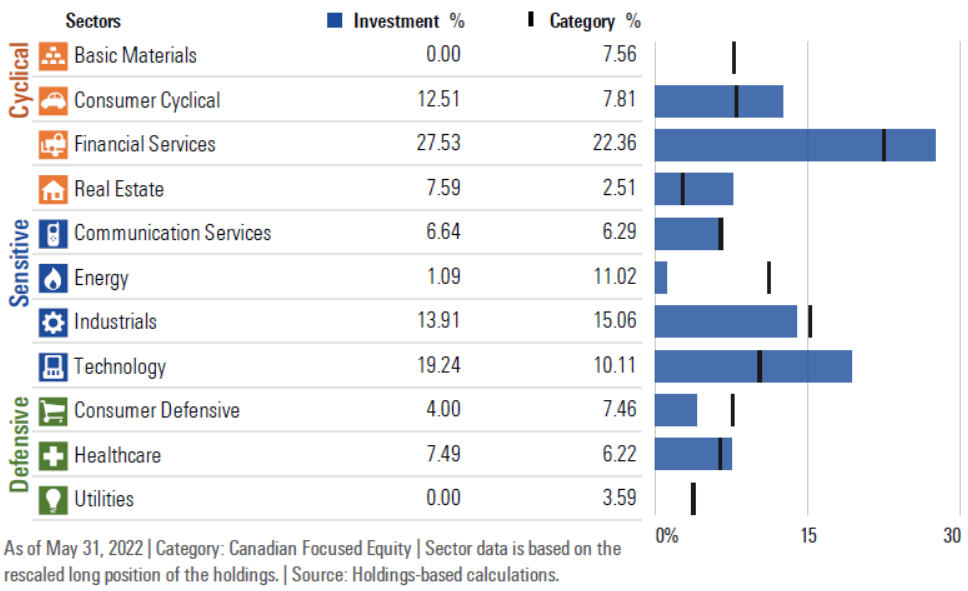 Sectors Investment % Category %
Cyclical
Basic Materials 0.00 7.56
Consumer Cyclical 12.51 7.81
Financial Services 27.53 22.36
Real Estate 7.59 2.51
Sensitive
Communication Services 6.64 6.29
Energy 1.09 11.02
Industrials 13.91 15.06
Technology 19.24 10.11
Defensive
Consumer Defensive 4.00 7.46
Healthcare 7.49 6.22
Utilities 0.00 3.59
0% 15 30
As of May 31, 2022 | Category: Canadian Focused Equity | Sector data is based on the
rescaled long position of the holdings. | Source: Holdings-based calculations.